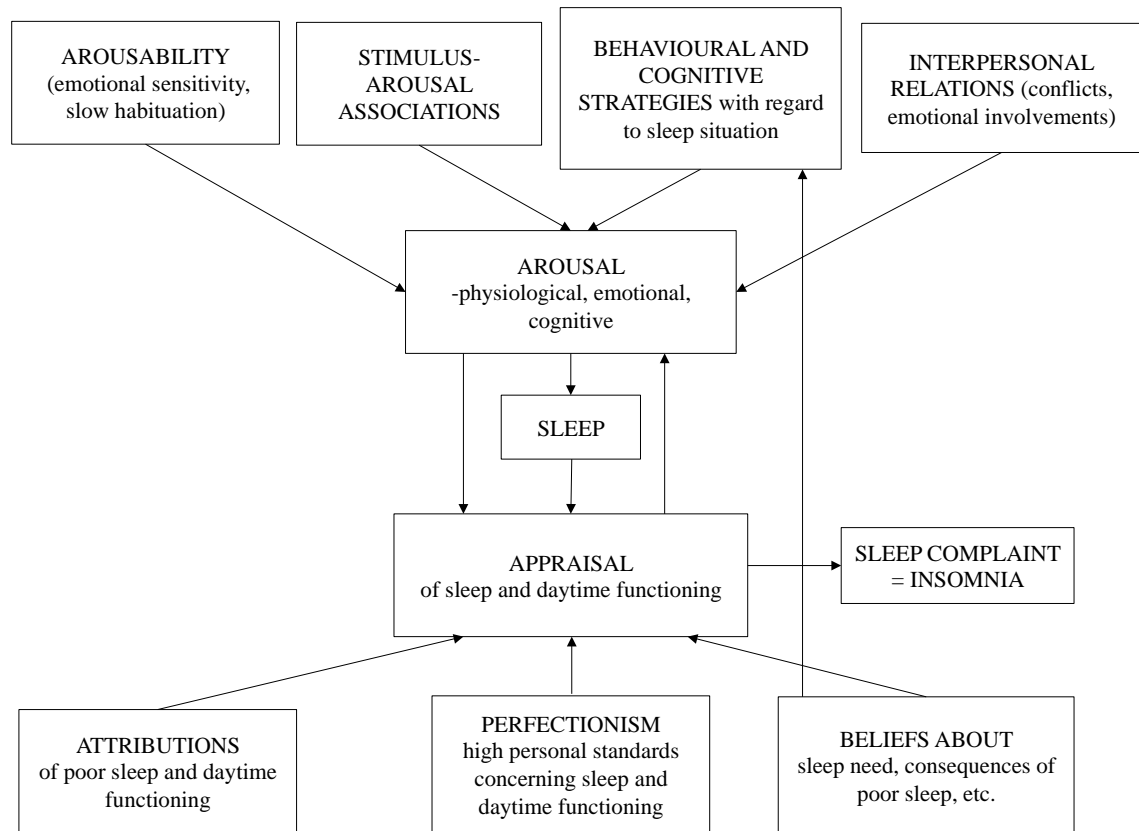 AROUSABILITY
(emotional sensitivity,
slow habituation)
STIMULUS-
AROUSAL
ASSOCIATIONS
BEHAVIOURAL AND
COGNITIVE
STRATEGIES with regard
to sleep situation
INTERPERSONAL
RELATIONS (conflicts,
emotional involvements)
AROUSAL
-physiological, emotional,
cognitive
SLEEP
APPRAISAL
of sleep and daytime functioning
SLEEP COMPLAINT
= INSOMNIA
ATTRIBUTIONS
of poor sleep and daytime
functioning
PERFECTIONISM
high personal standards
concerning sleep and
daytime functioning
BELIEFS ABOUT
sleep need, consequences of
poor sleep, etc.